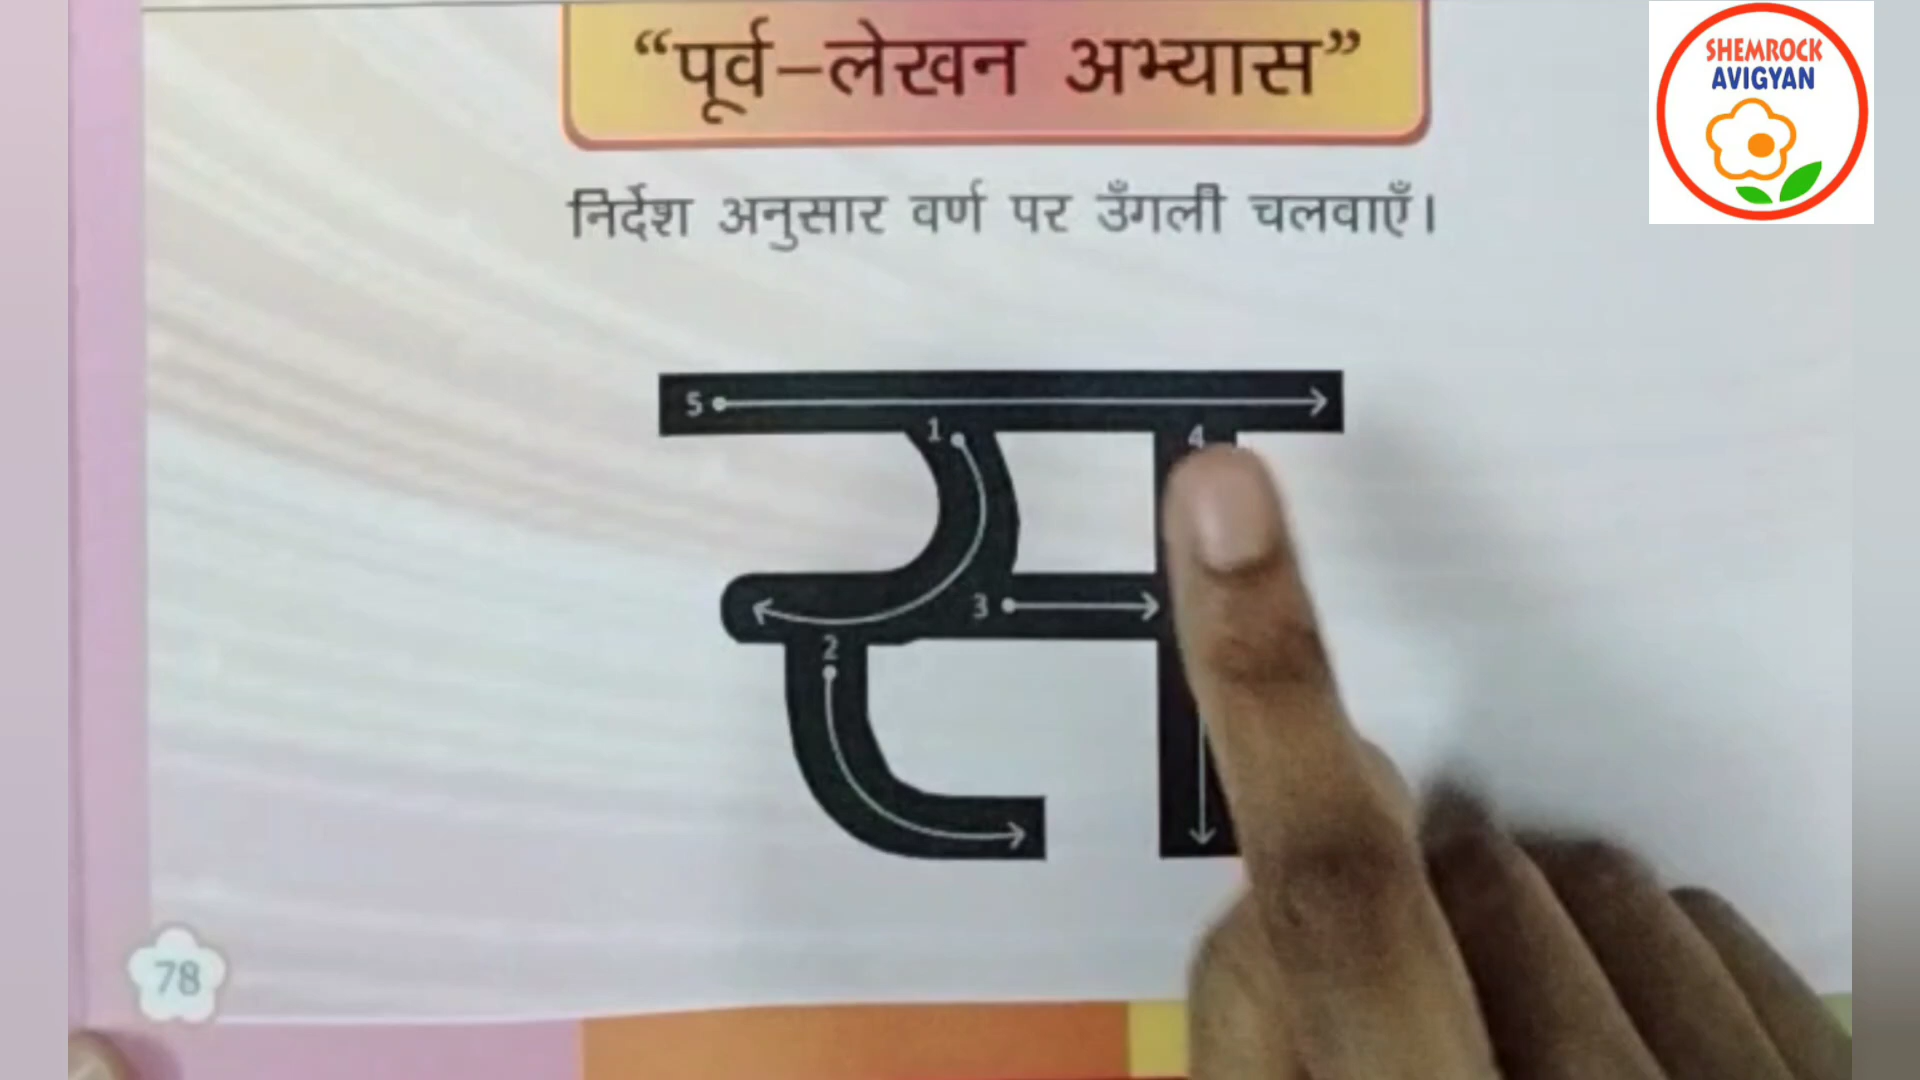 “पूर्व–लेखन अभ्यास”
निर्देश अनुसार वर्ण पर उँगली चलवाएँ।
SHEMROCK
AVIGYAN
5
1
4
स
3
2
78